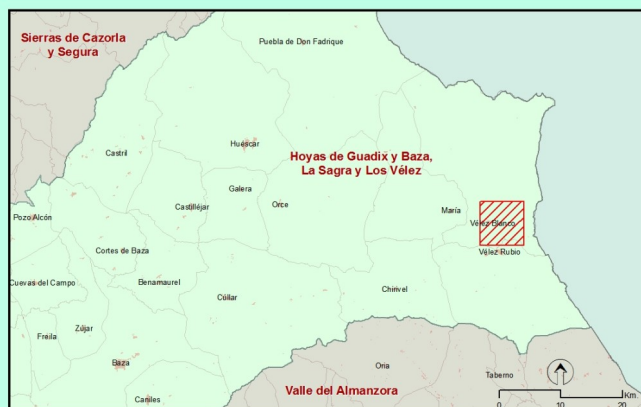 Sierras de Cazorla
y Segura
Puebla de Don Fadrique
Huéscar
Castril
Hoyas de Guadix y Baza,
La Sagra y Los Vélez
Galera
Castilléjar
Orce
María
Vélez Blanco
Pozo Alcón
Cortes de Baza
Vélez Rubio
Cuevas del Campo
Benamaurel
Cúllar
Chirivel
Zújar
Freila
Baza
Oria
Taberno
Valle del Almanzora
Caniles
0 10 20
Km